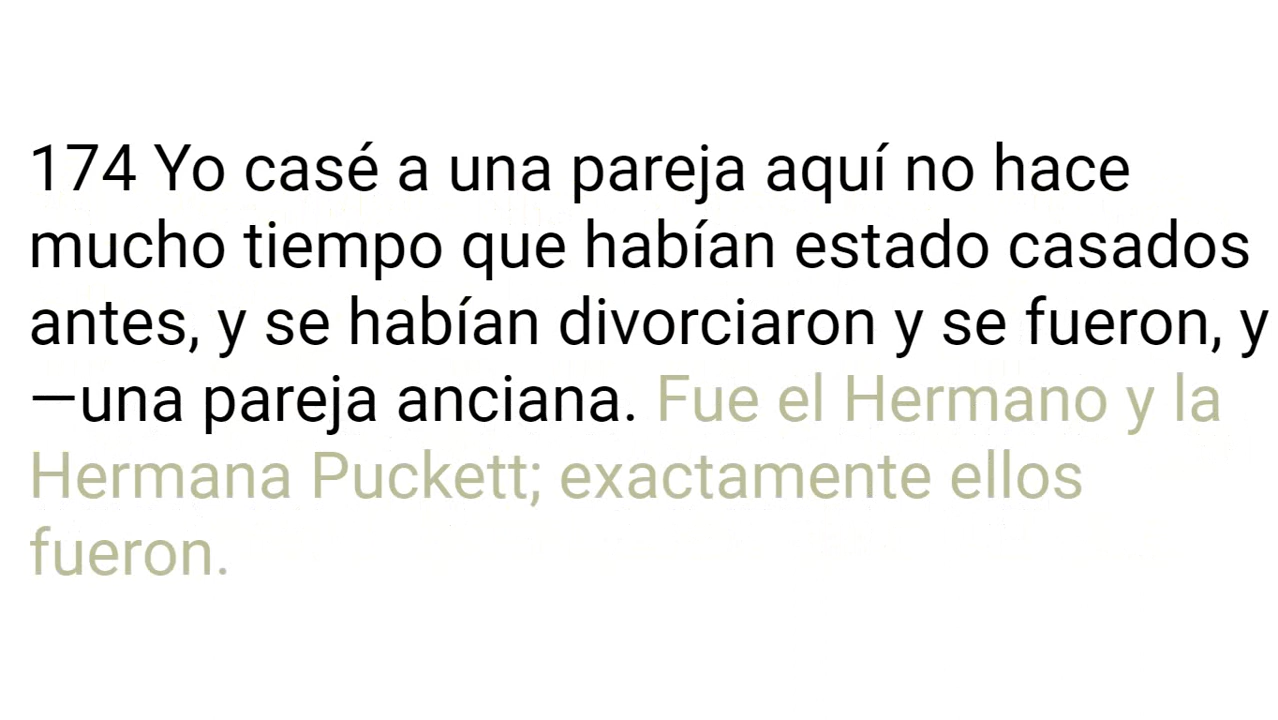 174 Yo casé a una pareja aquí no hace
mucho tiempo que habían estado casados
antes, y se habían divorciaron y se fueron, y
—una pareja anciana. Fue el Hermano y la
Hermana Puckett; exactamente ellos
fueron.